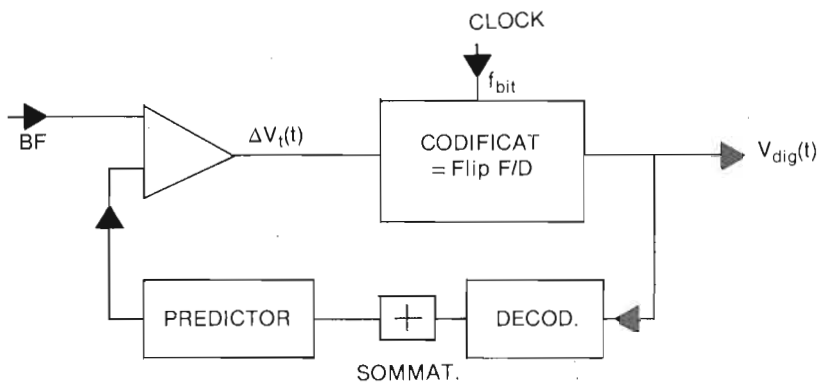 CLOCK
f_bit
BF
ΔV_t(t)
CODIFICAT
= Flip F/D
V_dig(t)
PREDICTOR
+
DECOD.
SOMMAT.